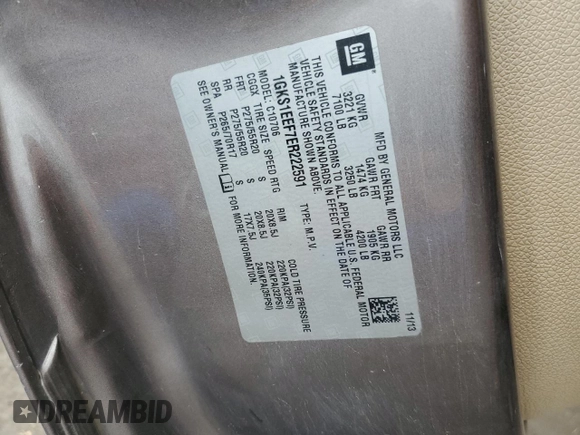 GM
MFD BY GENERAL MOTORS LLC
GVWR GAWR FRT GAWR RR
3221 KG 1474 KG 1905 KG
7100 LB 3250 LB 4200 LB
THIS VEHICLE CONFORMS TO ALL APPLICABLE U.S. FEDERAL MOTOR
VEHICLE SAFETY STANDARDS IN EFFECT ON THE DATE OF
MANUFACTURE SHOWN ABOVE.
1GKS1EEF7ER222591 TYPE: M.P.V. 11/13
MODEL: C10706
CGGX TIRE SIZE SPEED RTG RIM COLD TIRE PRESSURE
FRT P275/55R20 S 20X8.5J 220KPA(32PSI)
RR P275/55R20 S 20X8.5J 220KPA(32PSI)
SPA P265/70R17 S 17X7.5J 240KPA(35PSI)
SEE OWNER'S MANUAL
DREAMBID